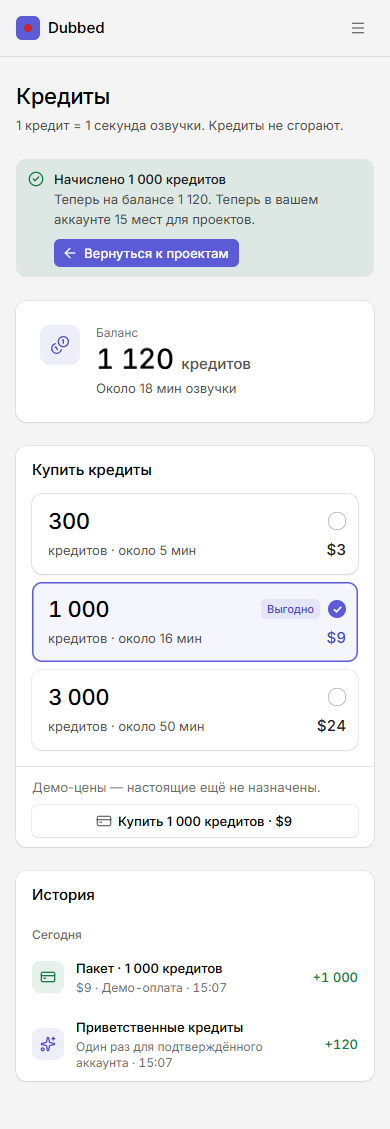 Dubbed
Кредиты
1 кредит = 1 секунда озвучки. Кредиты не сгорают.
Начислено 1 000 кредитов
Теперь на балансе 1 120. Теперь в вашем
аккаунте 15 мест для проектов.
Вернуться к проектам
Баланс
1 120 кредитов
Около 18 мин озвучки
Купить кредиты
300
кредитов · около 5 мин
$3
1 000
Выгодно
кредитов · около 16 мин
$9
3 000
кредитов · около 50 мин
$24
Демо-цены — настоящие ещё не назначены.
Купить 1 000 кредитов · $9
История
Сегодня
Пакет · 1 000 кредитов
$9 · Демо-оплата · 15:07
+1 000
Приветственные кредиты
Один раз для подтверждённого
аккаунта · 15:07
+120